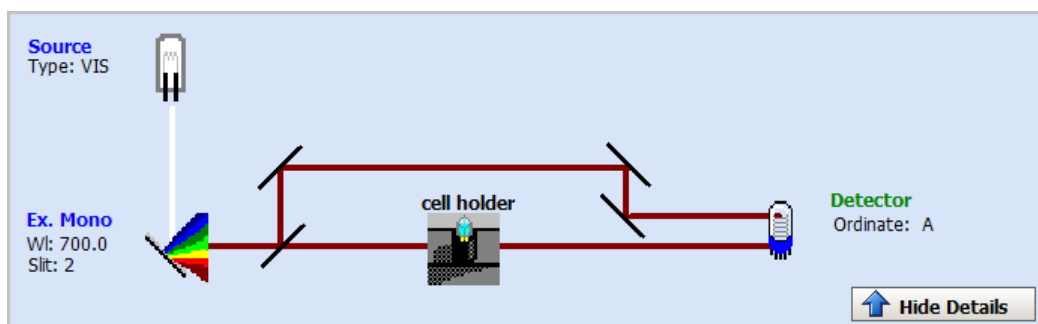 Source
Type: VIS
cell holder
Ex. Mono
Wl: 700.0
Slit: 2
Detector
Ordinate: A
Hide Details